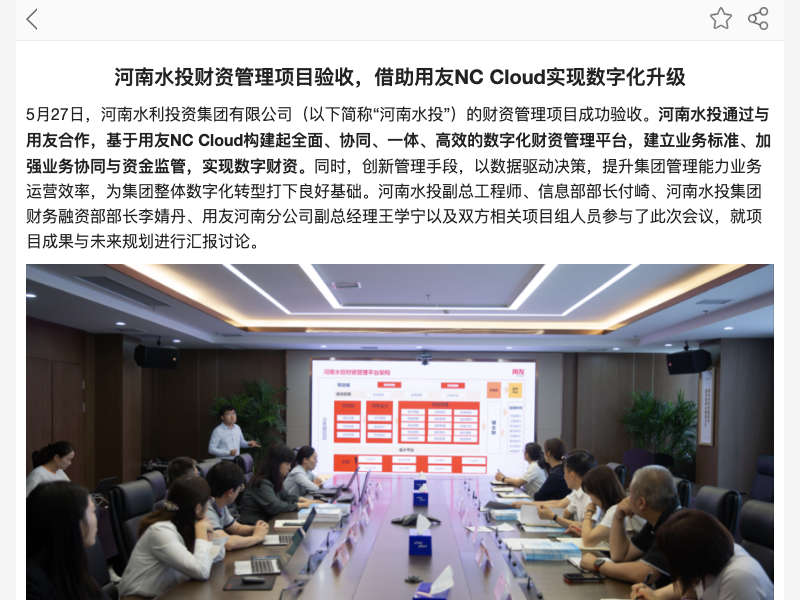 河南水投财资管理项目验收，借助用友NC Cloud实现数字化升级
5月27日，河南水利投资集团有限公司（以下简称“河南水投”）的财资管理项目成功验收。河南水投通过与
用友合作，基于用友NC Cloud构建起全面、协同、一体、高效的数字化财资管理平台，建立业务标准、加
强业务协同与资金监管，实现数字财资。同时，创新管理手段，以数据驱动决策，提升集团管理能力业务
运营效率，为集团整体数字化转型打下良好基础。河南水投副总工程师、信息部部长付崎、河南水投集团
财务融资部部长李婧丹、用友河南分公司副总经理王学宁以及双方相关项目组人员参与了此次会议，就项
目成果与未来规划进行汇报讨论。
河南水投财资管理平台架构
用友